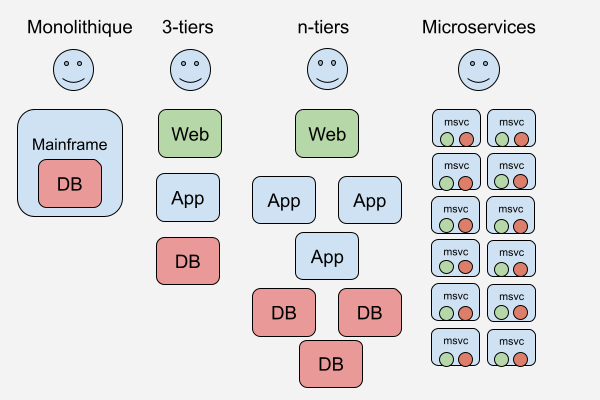 Monolithique
3-tiers
n-tiers
Microservices
Mainframe
DB
Web
App
DB
Web
App
App
App
DB
DB
DB
msvc
msvc
msvc
msvc
msvc
msvc
msvc
msvc
msvc
msvc
msvc
msvc